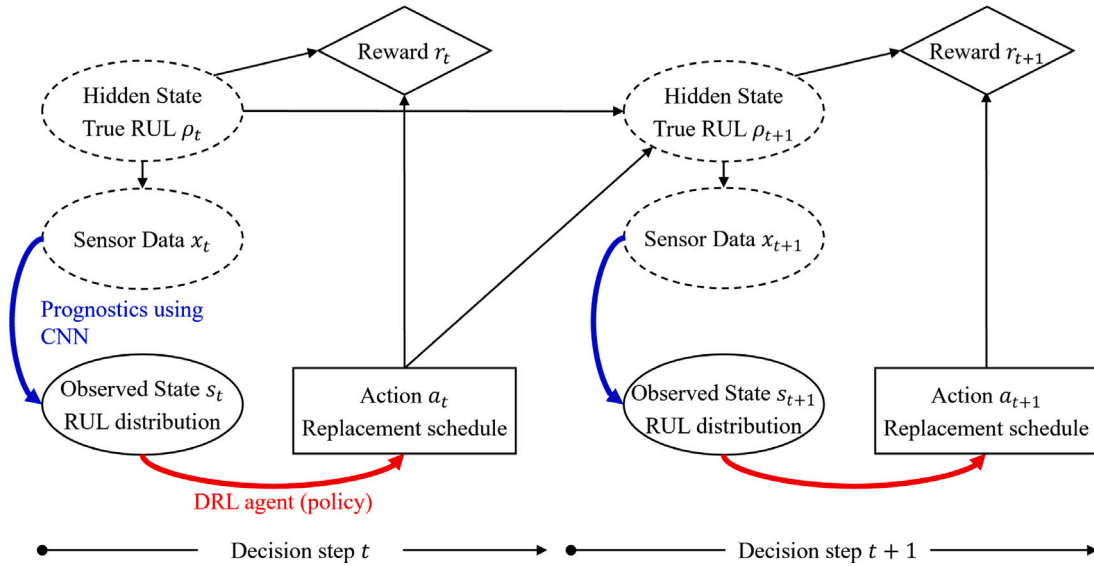 Reward r_t
Hidden State
True RUL ρ_t
Sensor Data x_t
Prognostics using
CNN
Observed State s_t
RUL distribution
Action a_t
Replacement schedule
DRL agent (policy)
Decision step t
Reward r_{t+1}
Hidden State
True RUL ρ_{t+1}
Sensor Data x_{t+1}
Observed State s_{t+1}
RUL distribution
Action a_{t+1}
Replacement schedule
Decision step t + 1